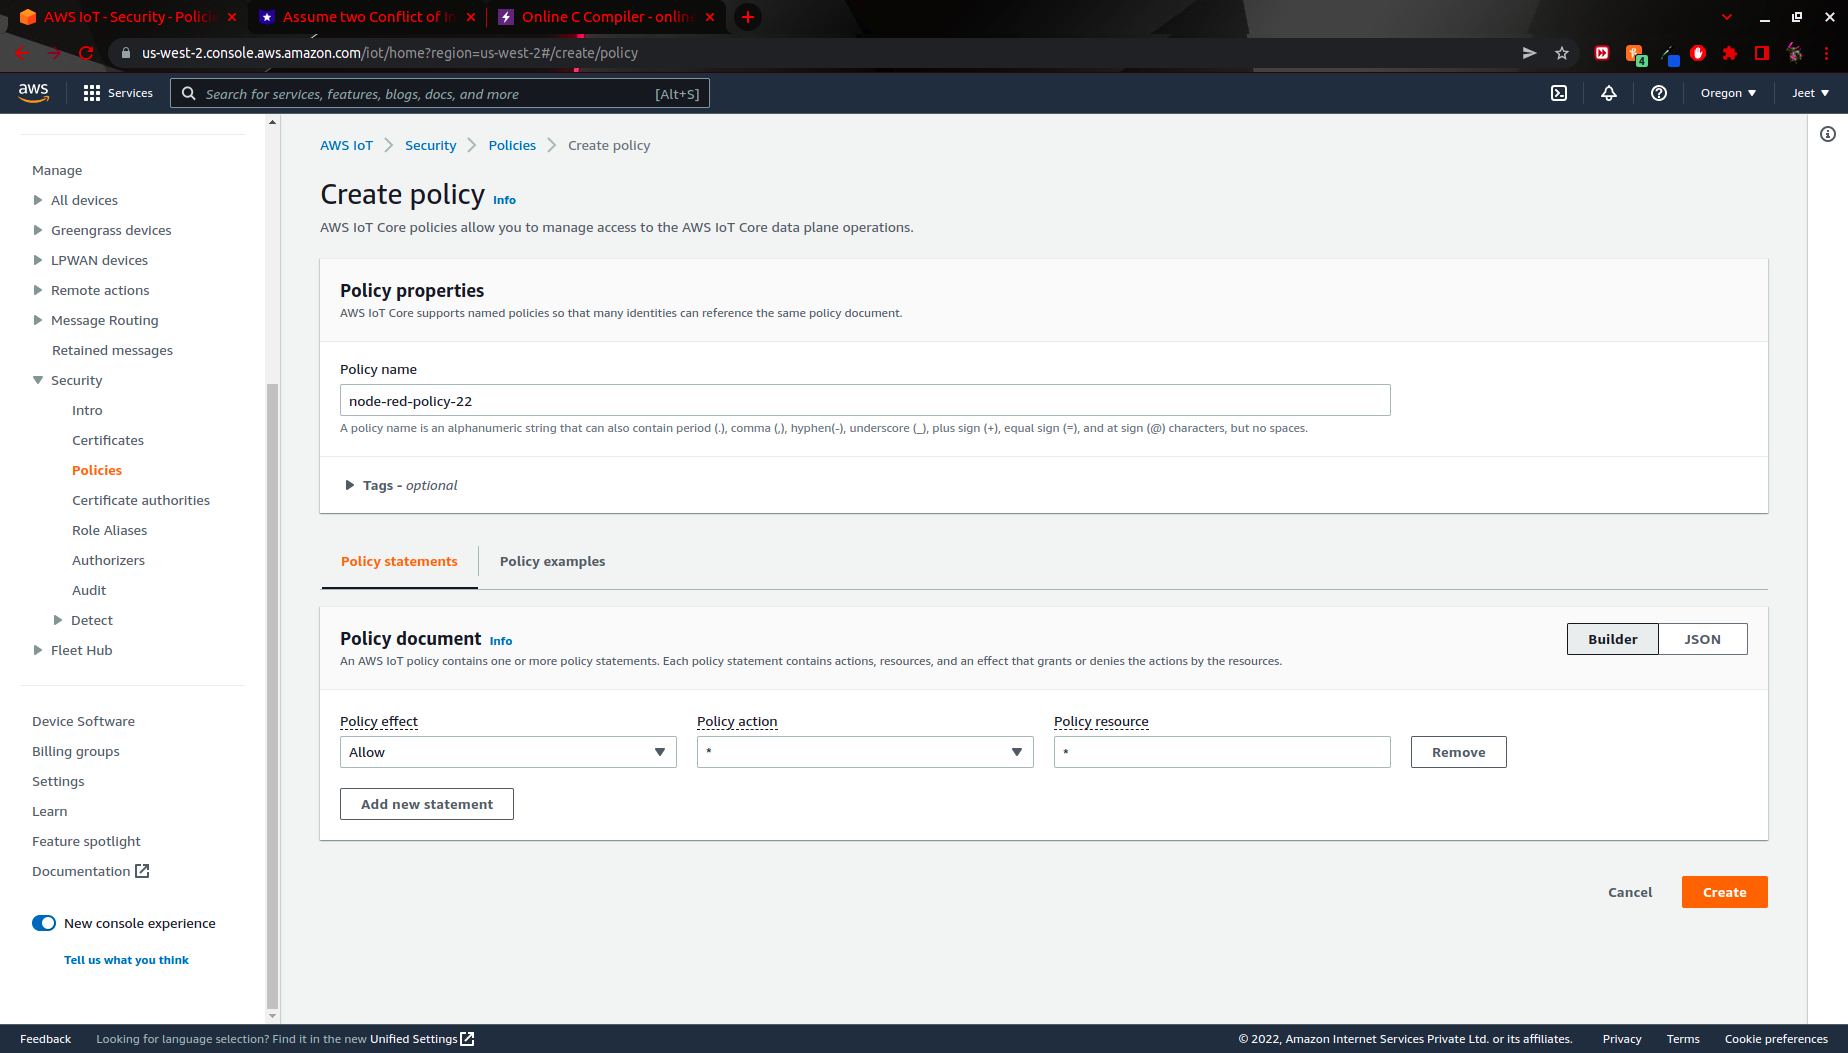 AWS IoT - Security - Polici
Assume two Conflict of In
Online C Compiler - onlin
us-west-2.console.aws.amazon.com/iot/home?region=us-west-2#/create/policy
4
aws
Services
Search for services, features, blogs, docs, and more
[Alt+S]
Oregon
Jeet
Manage
All devices
Greengrass devices
LPWAN devices
Remote actions
Message Routing
Retained messages
Security
Intro
Certificates
Policies
Certificate authorities
Role Aliases
Authorizers
Audit
Detect
Fleet Hub
Device Software
Billing groups
Settings
Learn
Feature spotlight
Documentation
New console experience
Tell us what you think
AWS IoT
Security
Policies
Create policy
Create policy Info
AWS IoT Core policies allow you to manage access to the AWS IoT Core data plane operations.
Policy properties
AWS IoT Core supports named policies so that many identities can reference the same policy document.
Policy name
node-red-policy-22
A policy name is an alphanumeric string that can also contain period (.), comma (,), hyphen(-), underscore (_), plus sign (+), equal sign (=), and at sign (@) characters, but no spaces.
Tags - optional
Policy statements
Policy examples
Policy document Info
Builder
JSON
An AWS IoT policy contains one or more policy statements. Each policy statement contains actions, resources, and an effect that grants or denies the actions by the resources.
Policy effect
Policy action
Policy resource
Allow
*
*
Remove
Add new statement
Cancel
Create
Feedback
Looking for language selection? Find it in the new Unified Settings
© 2022, Amazon Internet Services Private Ltd. or its affiliates.
Privacy
Terms
Cookie preferences